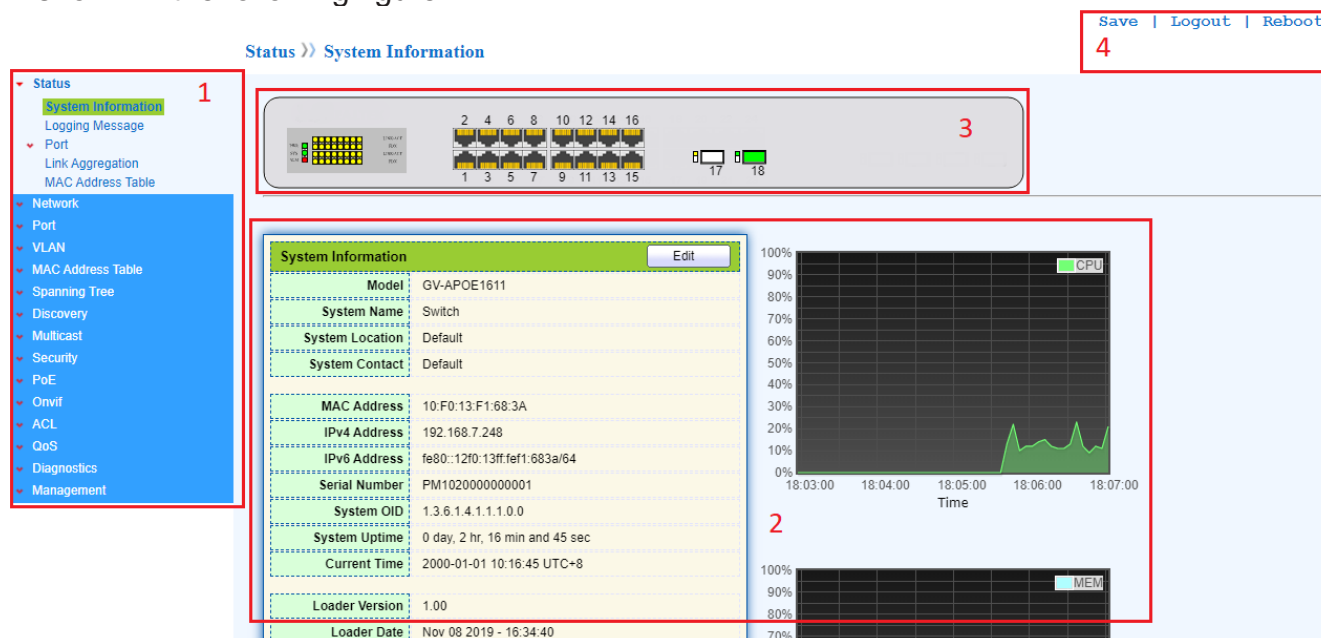 Save | Logout | Reboot
4
Status 》 System Information
1
Status
System Information
Logging Message
Port
Link Aggregation
MAC Address Table
Network
Port
VLAN
MAC Address Table
Spanning Tree
Discovery
Multicast
Security
PoE
Onvif
ACL
QoS
Diagnostics
Management
2 4 6 8 10 12 14 16
1 3 5 7 9 11 13 15
17 18
3
System Information Edit
Model GV-APOE1611
System Name Switch
System Location Default
System Contact Default
MAC Address 10:F0:13:F1:68:3A
IPv4 Address 192.168.7.248
IPv6 Address fe80::12f0:13ff:fef1:683a/64
Serial Number PM1020000000001
System OID 1.3.6.1.4.1.1.1.0.0
System Uptime 0 day, 2 hr, 16 min and 45 sec
Current Time 2000-01-01 10:16:45 UTC+8
Loader Version 1.00
Loader Date Nov 08 2019 - 16:34:40
CPU
100%
90%
80%
70%
60%
50%
40%
30%
20%
10%
0%
18:03:00 18:04:00 18:05:00 18:06:00 18:07:00
Time
2
MEM
100%
90%
80%
70%